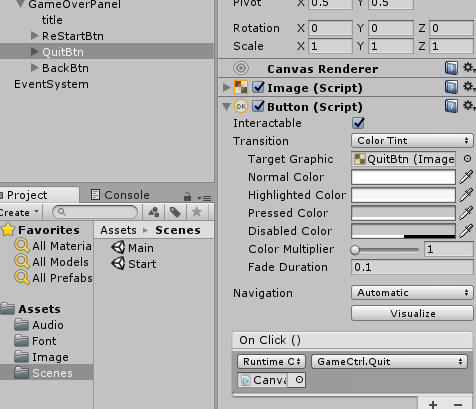 GameOverPanel
title
ReStartBtn
QuitBtn
BackBtn
EventSystem
Project
Console
Create
Favorites
All Materia
All Models
All Prefabs
Assets
Audio
Font
Image
Scenes
Assets Scenes
Main
Start
Pivot X 0.5 Y 0.5
Rotation X 0 Y 0 Z 0
Scale X 1 Y 1 Z 1
Canvas Renderer
Image (Script)
OK Button (Script)
Interactable
Transition Color Tint
Target Graphic QuitBtn (Image
Normal Color
Highlighted Color
Pressed Color
Disabled Color
Color Multiplier 1
Fade Duration 0.1
Navigation Automatic
Visualize
On Click ()
Runtime O GameCtrl.Quit
Canva